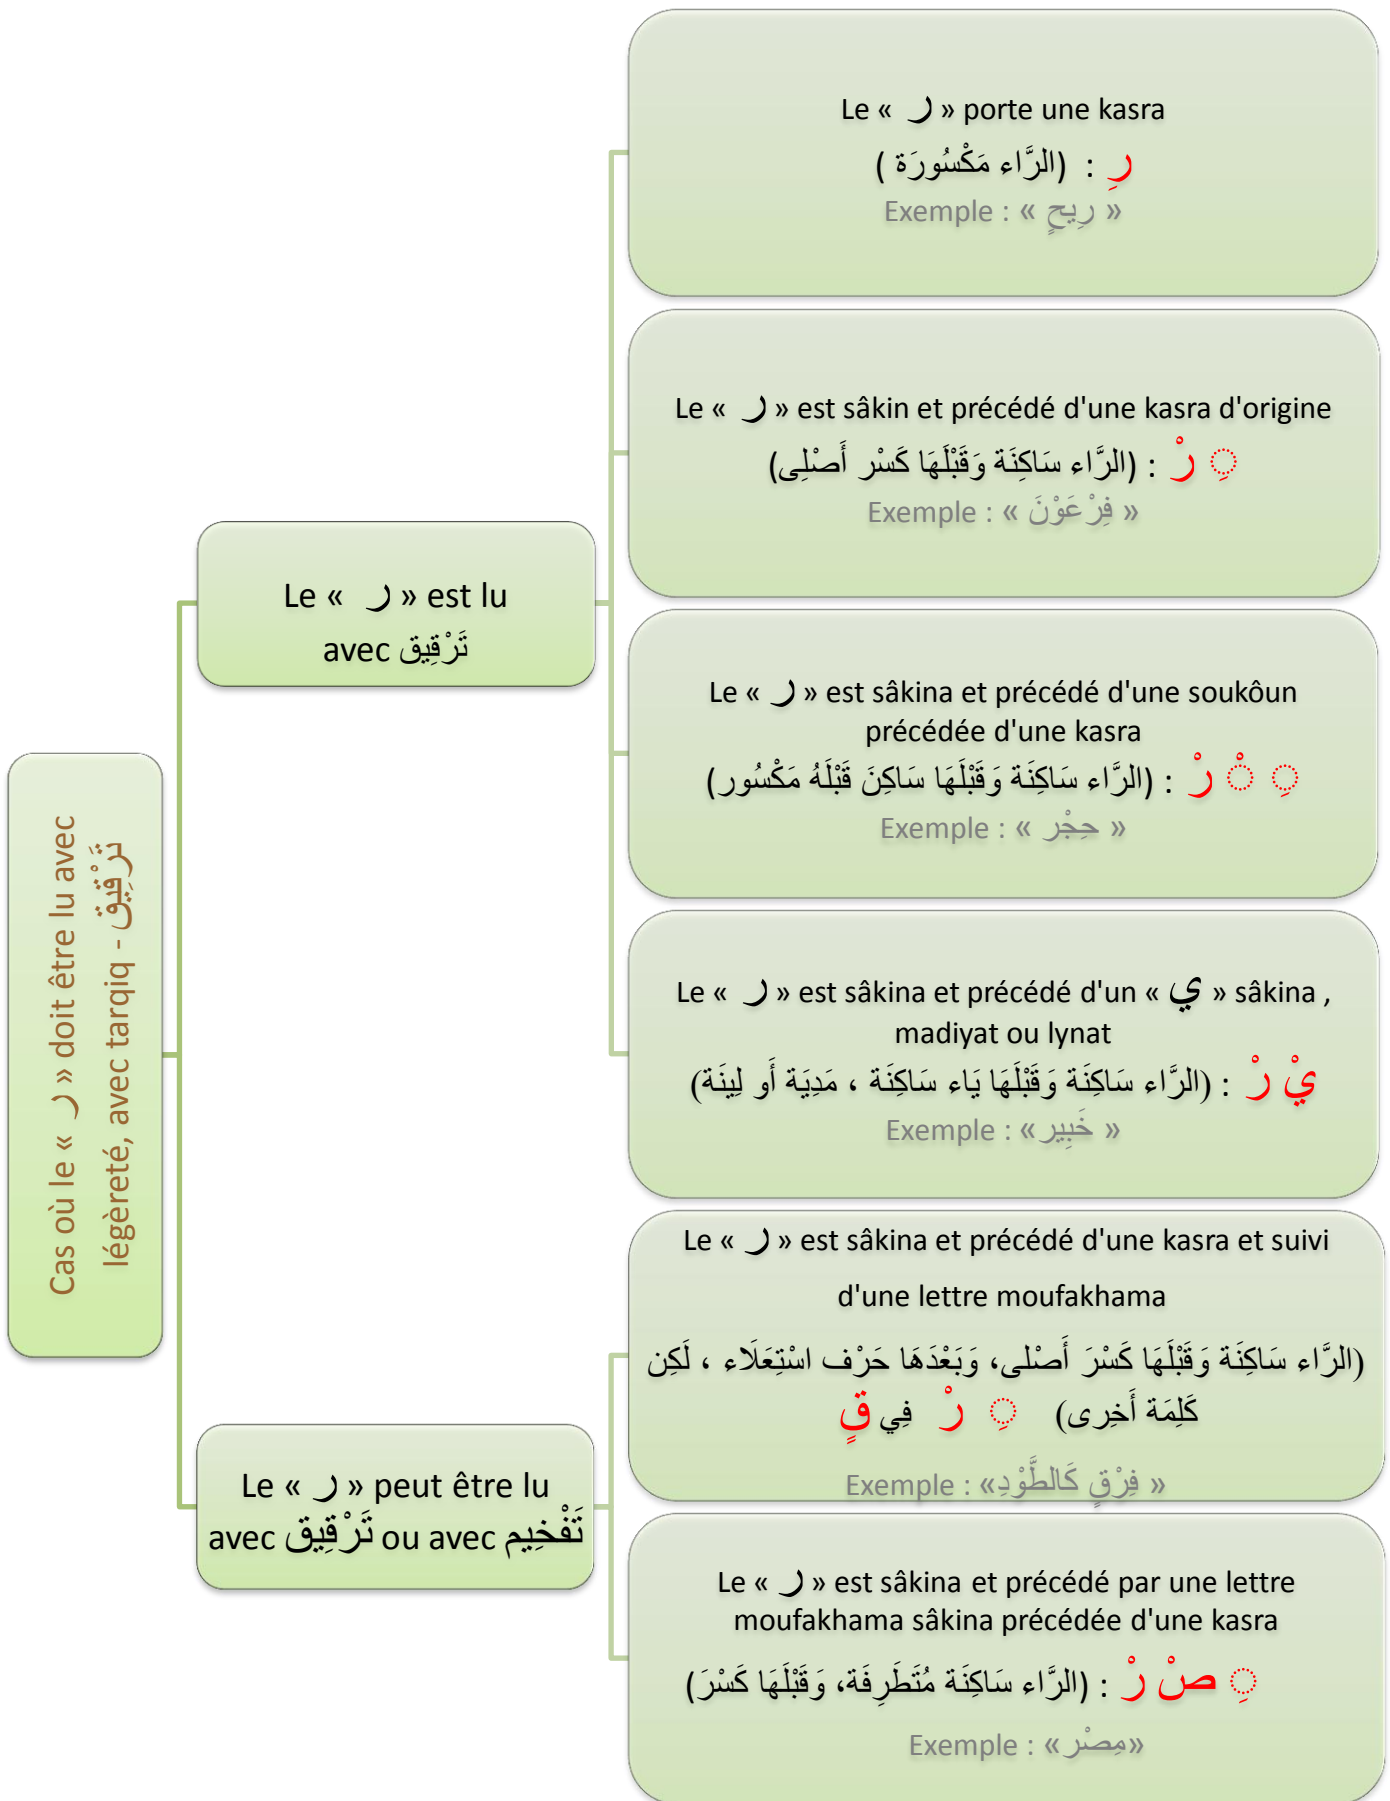 Cas où le « ر » doit être lu avec
légèreté, avec tarqiq - تَرْقِيق
Le « ر » est lu
avec تَرْقِيق
Le « ر » porte une kasra
رِ : (الرَّاء مَكْسُورَة )
Exemple : « رِيحٍ »
Le « ر » est sâkin et précédé d'une kasra d'origine
◌ِ رْ : (الرَّاء سَاكِنَة وَقَبْلَهَا كَسْر أَصْلِى)
Exemple : « فِرْعَوْنَ »
Le « ر » est sâkina et précédé d'une soukôun
précédée d'une kasra
◌ِ ◌ْ رْ : (الرَّاء سَاكِنَة وَقَبْلَهَا سَاكِنَ قَبْلَهُ مَكْسُور)
Exemple : « حِجْر »
Le « ر » est sâkina et précédé d'un « ي » sâkina ,
madiyat ou lynat
يْ رْ : (الرَّاء سَاكِنَة وَقَبْلَهَا يَاء سَاكِنَة ، مَدِيَة أَو لِينَة)
Exemple : « خَبِير »
Le « ر » peut être lu
avec تَرْقِيق ou avec تَفْخِيم
Le « ر » est sâkina et précédé d'une kasra et suivi
d'une lettre moufakhama
(الرَّاء سَاكِنَة وَقَبْلَهَا كَسْرَ أَصْلى، وَبَعْدَهَا حَرْف اسْتِعَلَاء ، لَكِن
كَلِمَة أَخِرى) ◌ِ رْ فِي قٍ
Exemple : « فِرْقٍ كَالطَّوْدِ»
Le « ر » est sâkina et précédé par une lettre
moufakhama sâkina précédée d'une kasra
◌ِ صْ رْ : (الرَّاء سَاكِنَة مُتَطَرِفَة، وَقَبْلَهَا كَسْرَ)
Exemple : «مِصْر »